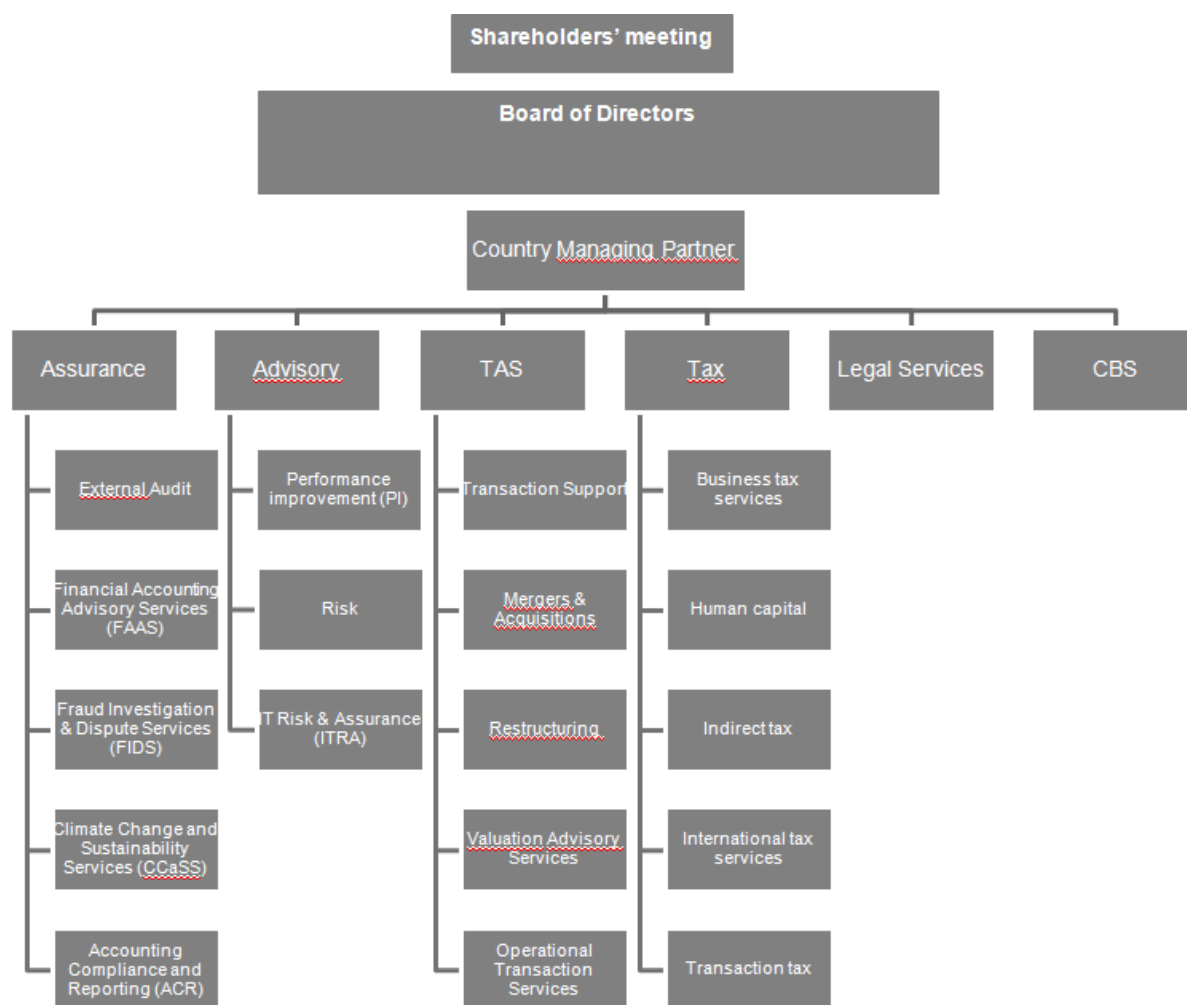 Shareholders’ meeting
Board of Directors
Country Managing Partner
Assurance
Advisory
TAS
Tax
Legal Services
CBS
External Audit
Financial Accounting
Advisory Services
(FAAS)
Fraud Investigation
& Dispute Services
(FIDS)
Climate Change and
Sustainability
Services (CCaSS)
Accounting
Compliance and
Reporting (ACR)
Performance
improvement (PI)
Risk
IT Risk & Assurance
(ITRA)
Transaction Support
Mergers &
Acquisitions
Restructuring
Valuation Advisory
Services
Operational
Transaction
Services
Business tax
services
Human capital
Indirect tax
International tax
services
Transaction tax